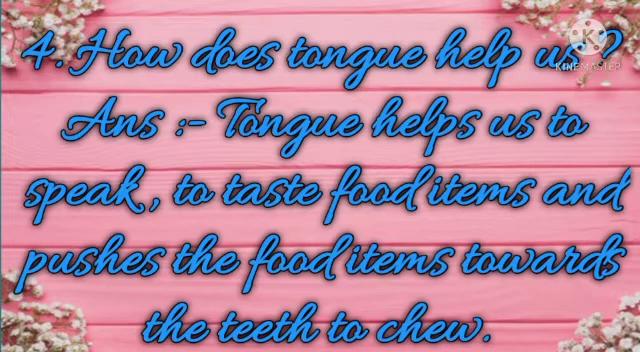 4. How does tongue help us?
KINEMASTER
Ans :- Tongue helps us to
speak, to taste food items and
pushes the food items towards
the teeth to chew.